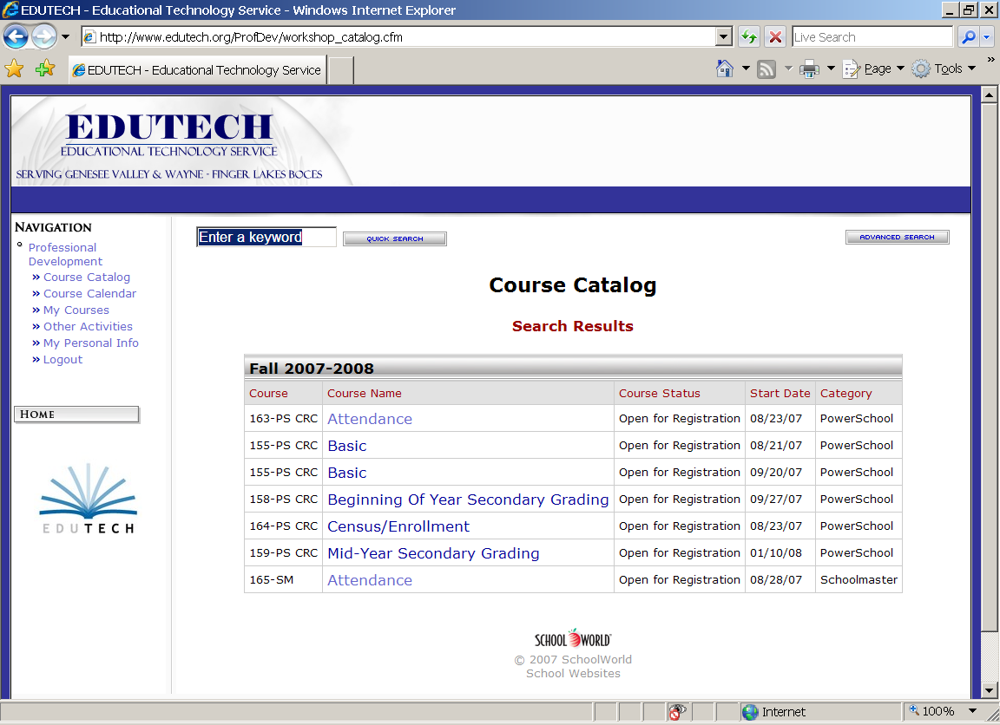 EDUTECH - Educational Technology Service - Windows Internet Explorer
http://www.edutech.org/ProfDev/workshop_catalog.cfm
Live Search
EDUTECH - Educational Technology Service
Page
Tools
»
EDUTECH
EDUCATIONAL TECHNOLOGY SERVICE
SERVING GENESEE VALLEY & WAYNE - FINGER LAKES BOCES
NAVIGATION
Professional
Development
» Course Catalog
» Course Calendar
» My Courses
» Other Activities
» My Personal Info
» Logout
HOME
EDUTECH
Enter a keyword
QUICK SEARCH
ADVANCED SEARCH
Course Catalog
Search Results
Fall 2007-2008
Course Course Name Course Status Start Date Category
163-PS CRC Attendance Open for Registration 08/23/07 PowerSchool
155-PS CRC Basic Open for Registration 08/21/07 PowerSchool
155-PS CRC Basic Open for Registration 09/20/07 PowerSchool
158-PS CRC Beginning Of Year Secondary Grading Open for Registration 09/27/07 PowerSchool
164-PS CRC Census/Enrollment Open for Registration 08/23/07 PowerSchool
159-PS CRC Mid-Year Secondary Grading Open for Registration 01/10/08 PowerSchool
165-SM Attendance Open for Registration 08/28/07 Schoolmaster
SCHOOL WORLD
© 2007 SchoolWorld
School Websites
Internet
100%